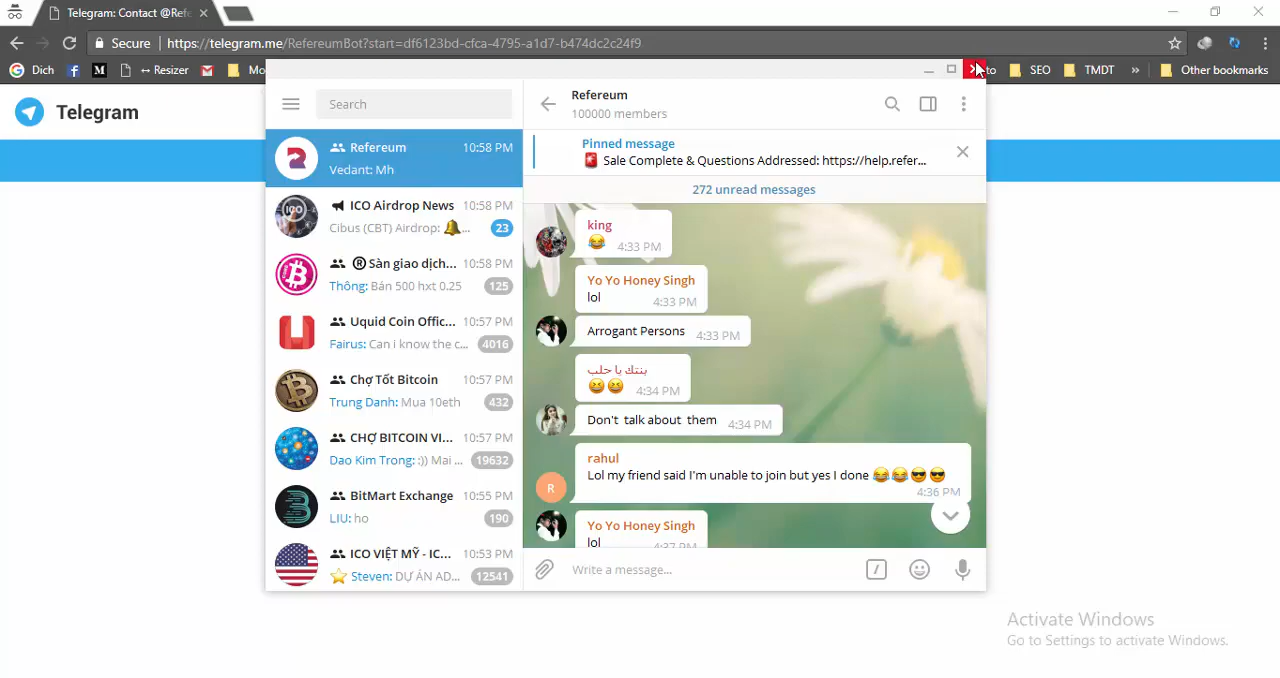 Telegram: Contact @Refe
Secure https://telegram.me/RefereumBot?start=df6123bd-cfca-4795-a1d7-b474dc2c24f9
Dich
Resizer
SEO
TMDT
Other bookmarks
Telegram
Search
Refereum 10:58 PM
Vedant: Mh
ICO Airdrop News 10:58 PM
Cibus (CBT) Airdrop: 🔔... 23
®Sàn giao dịch... 10:58 PM
Thông: Bán 500 hxt 0.25 125
Uquid Coin Offic... 10:57 PM
Fairus: Can i know the c... 4016
Chợ Tốt Bitcoin 10:57 PM
Trung Danh: Mua 10eth 432
CHỢ BITCOIN VI... 10:57 PM
Dao Kim Trong: :)) Mai ... 19632
BitMart Exchange 10:55 PM
LIU: ho 190
ICO VIỆT MỸ - IC... 10:53 PM
⭐ Steven: DỰ ÁN AD... 12541
Refereum
100000 members
Pinned message
🚨 Sale Complete & Questions Addressed: https://help.refer...
272 unread messages
king
😂 4:33 PM
Yo Yo Honey Singh
lol 4:33 PM
Arrogant Persons 4:33 PM
بنتك يا حلب
😆😆 4:34 PM
Don't talk about them 4:34 PM
rahul
Lol my friend said I'm unable to join but yes I done 😂😂😎😎
4:36 PM
R
Yo Yo Honey Singh
lol 4:37 PM
Write a message...
Activate Windows
Go to Settings to activate Windows.